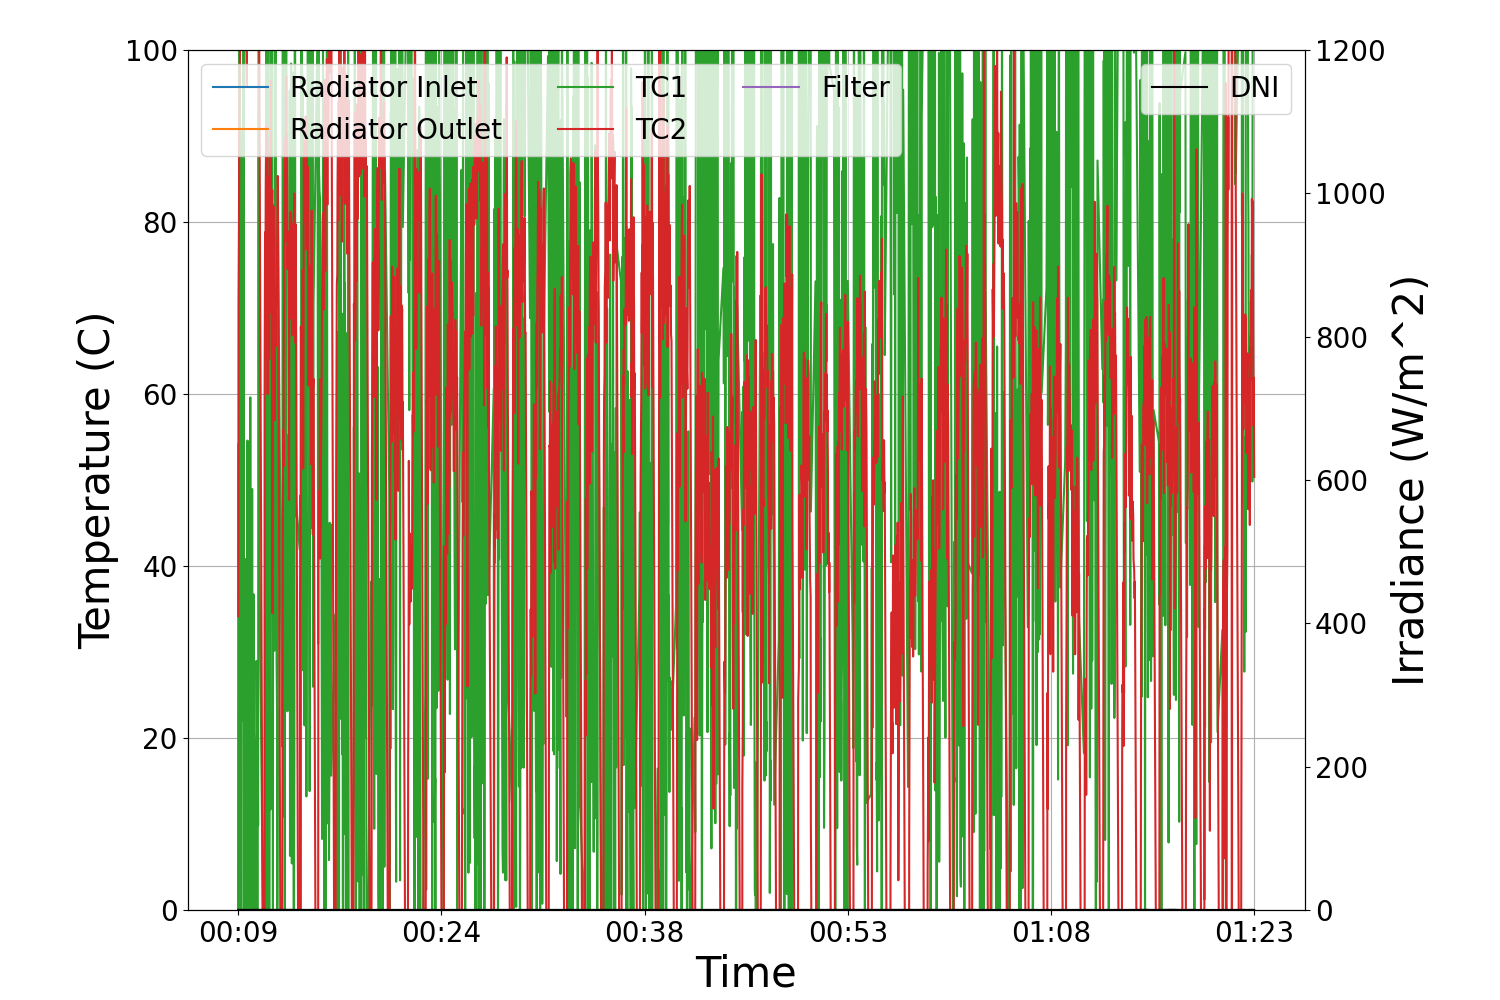 100
80
60
40
20
0
Temperature (C)
Radiator Inlet
Radiator Outlet
TC1
TC2
Filter
DNI
1200
1000
800
600
400
200
0
Irradiance (W/m^2)
00:09 00:24 00:38 00:53 01:08 01:23
Time